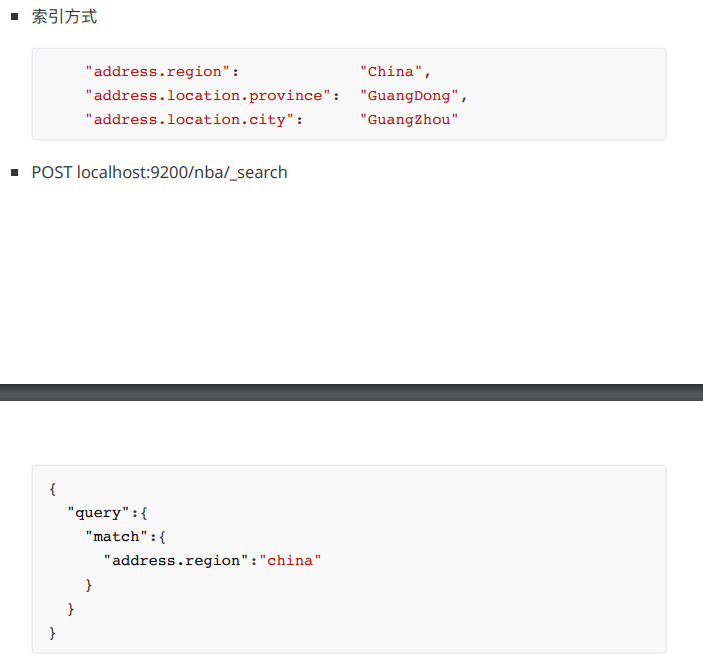 索引方式
"address.region":             "China",
"address.location.province":  "GuangDong",
"address.location.city":      "GuangZhou"
POST localhost:9200/nba/_search
{
  "query":{
    "match":{
      "address.region":"china"
    }
  }
}